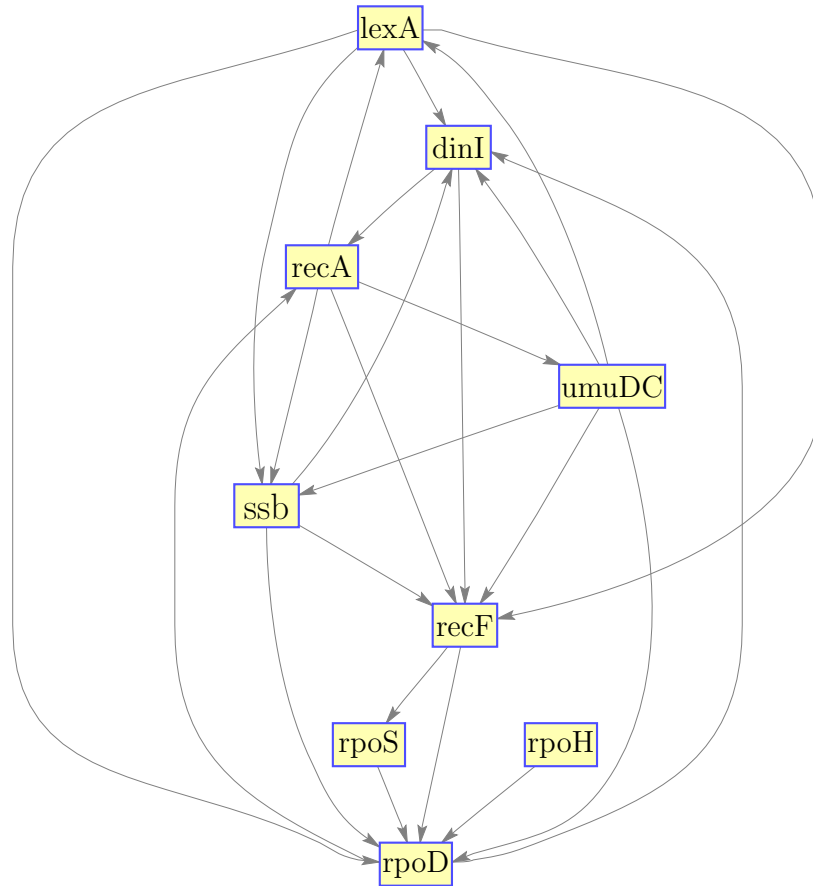 lexA
dinI
recA
umuDC
ssb
recF
rpoS
rpoH
rpoD